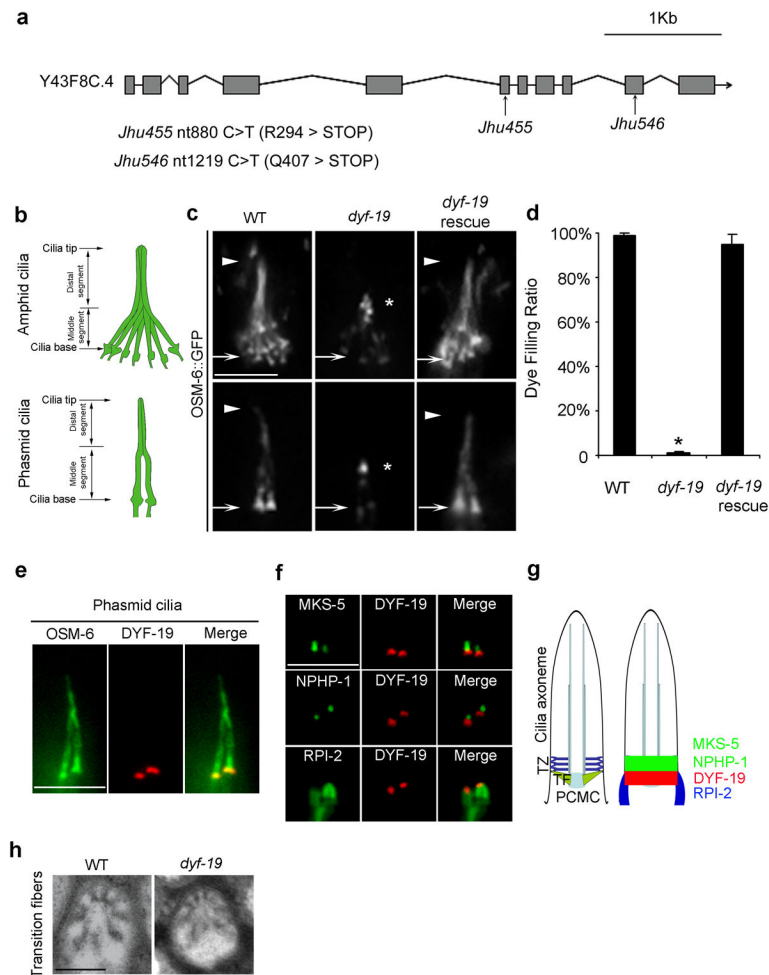 a
1Kb
Y43F8C.4
Jhu455
Jhu546
Jhu455 nt880 C>T (R294 > STOP)
Jhu546 nt1219 C>T (Q407 > STOP)
b
Amphid cilia
Cilia tip
Distal segment
Middle segment
Cilia base
Phasmid cilia
Cilia tip
Distal segment
Middle segment
Cilia base
c
WT
dyf-19
dyf-19
rescue
OSM-6::GFP
*
*
d
Dye Filling Ratio
100%
80%
60%
40%
20%
0
*
WT
dyf-19
dyf-19
rescue
e
Phasmid cilia
OSM-6
DYF-19
Merge
f
MKS-5
DYF-19
Merge
NPHP-1
DYF-19
Merge
RPI-2
DYF-19
Merge
g
Cilia axoneme
TZ
TF
PCMC
MKS-5
NPHP-1
DYF-19
RPI-2
h
WT
dyf-19
Transition fibers